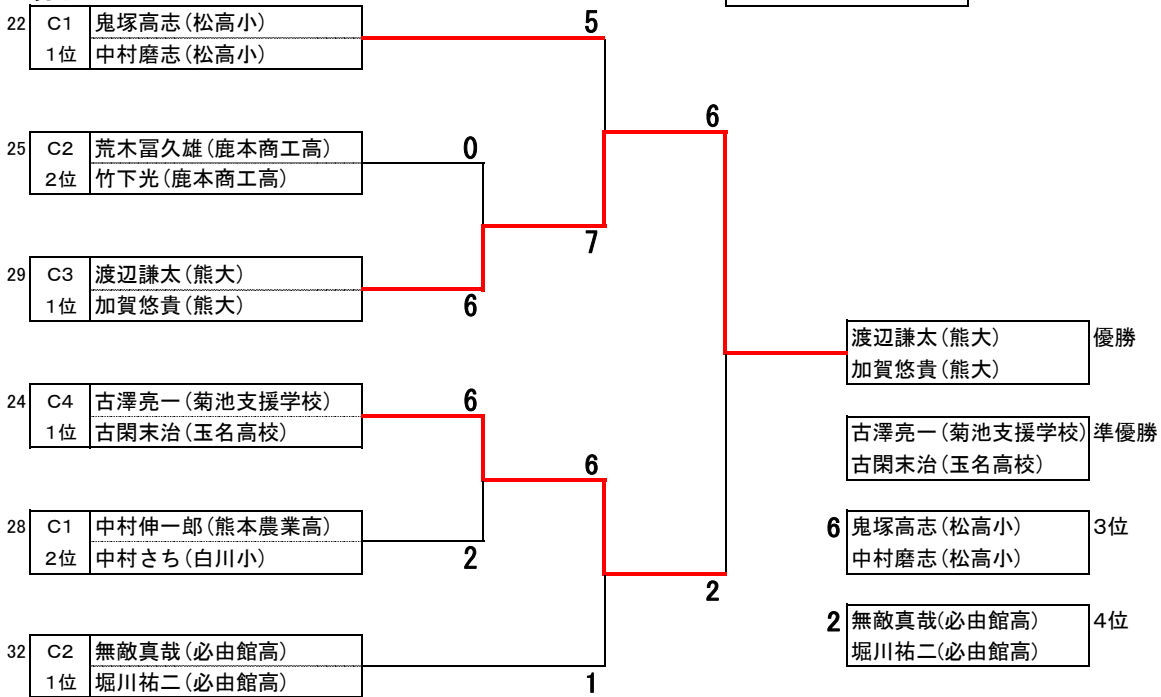 22 C1 鬼塚高志(松高小) 5
1位 中村磨志(松高小)
6
25 C2 荒木冨久雄(鹿本商工高) 0
2位 竹下光(鹿本商工高)
7
29 C3 渡辺謙太(熊大)
1位 加賀悠貴(熊大) 6
渡辺謙太(熊大) 優勝
加賀悠貴(熊大)
24 C4 古澤亮一(菊池支援学校) 6
1位 古閑末治(玉名高校)
古澤亮一(菊池支援学校) 準優勝
古閑末治(玉名高校)
6
28 C1 中村伸一郎(熊本農業高)
2位 中村さち(白川小) 2
6 鬼塚高志(松高小) 3位
中村磨志(松高小)
2
2 無敵真哉(必由館高) 4位
堀川祐二(必由館高)
32 C2 無敵真哉(必由館高)
1位 堀川祐二(必由館高) 1